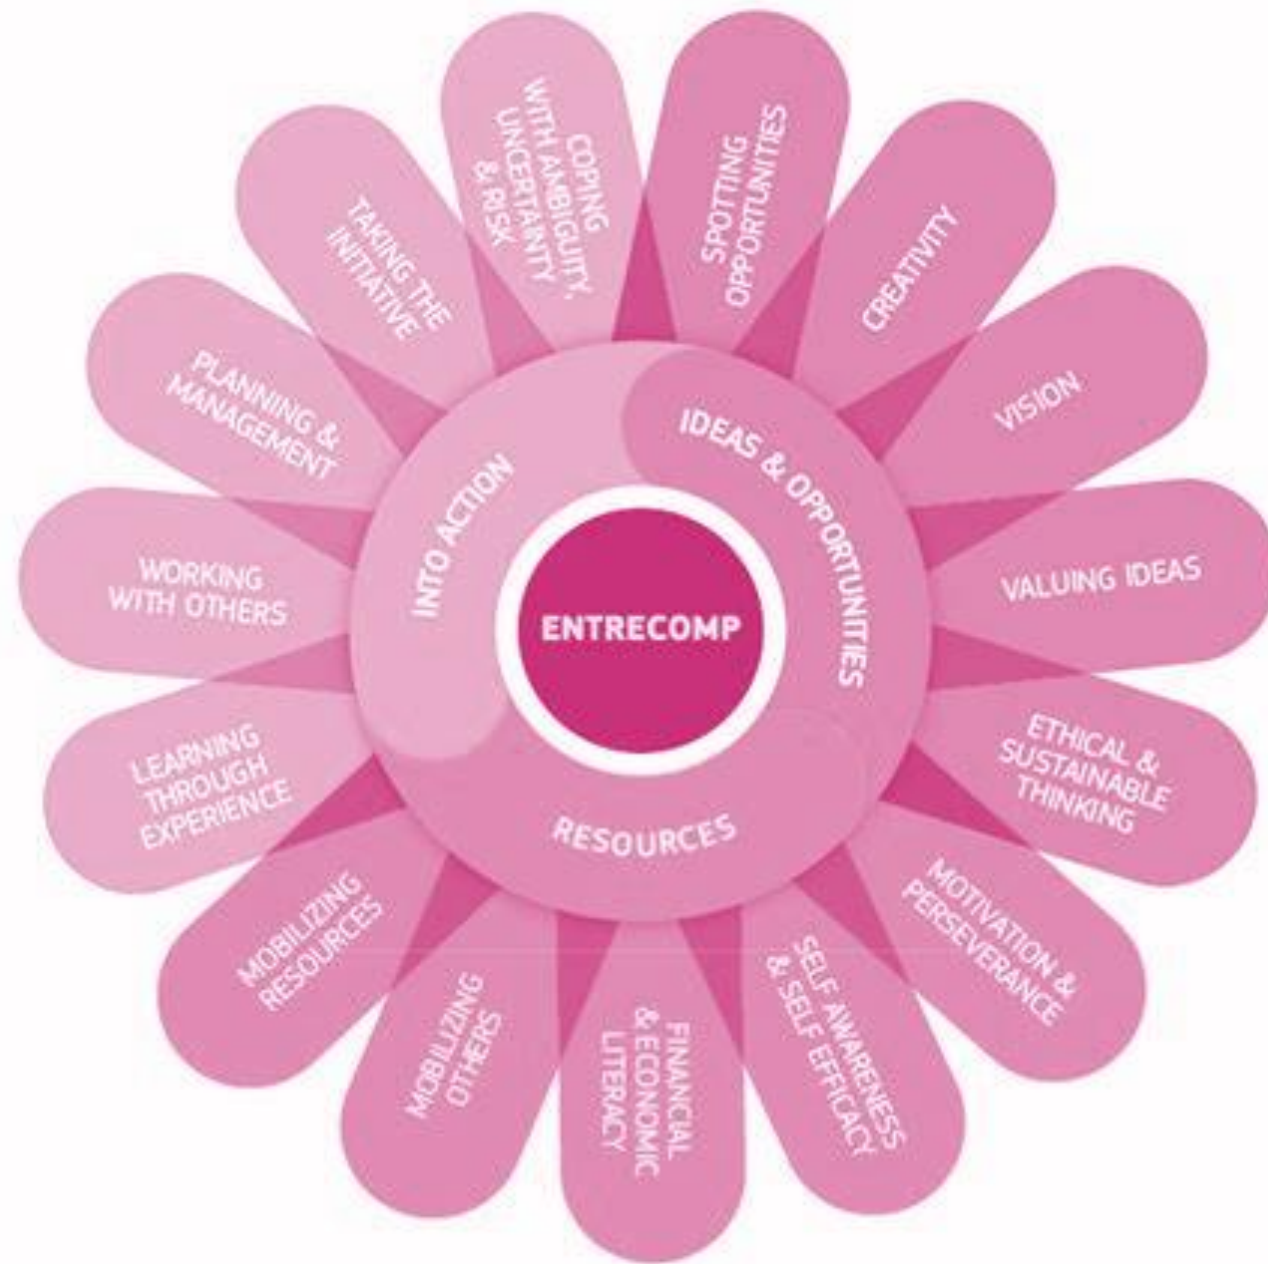 ENTRECOMP
IDEAS & OPPORTUNITIES
RESOURCES
INTO ACTION
SPOTTING
OPPORTUNITIES
CREATIVITY
VISION
VALUING IDEAS
ETHICAL &
SUSTAINABLE
THINKING
MOTIVATION &
PERSEVERANCE
SELF AWARENESS
& SELF EFFICACY
FINANCIAL
& ECONOMIC
LITERACY
MOBILIZING
OTHERS
MOBILIZING
RESOURCES
LEARNING
THROUGH
EXPERIENCE
WORKING
WITH OTHERS
PLANNING &
MANAGEMENT
TAKING THE
INITIATIVE
COPING
WITH AMBIGUITY,
UNCERTAINTY
& RISK